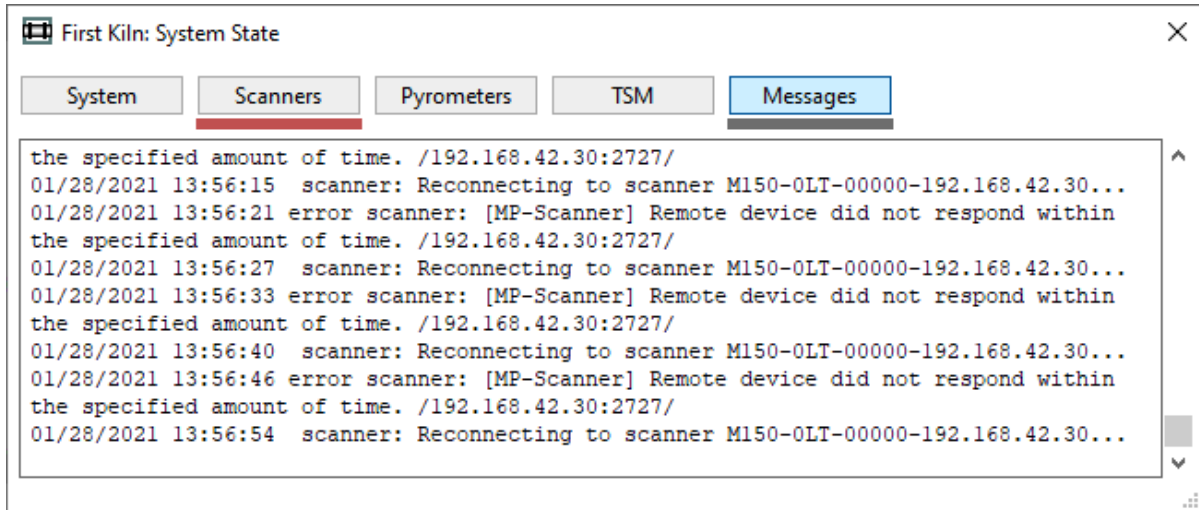 First Kiln: System State
System Scanners Pyrometers TSM Messages
the specified amount of time. /192.168.42.30:2727/
01/28/2021 13:56:15  scanner: Reconnecting to scanner M150-0LT-00000-192.168.42.30...
01/28/2021 13:56:21 error scanner: [MP-Scanner] Remote device did not respond within
the specified amount of time. /192.168.42.30:2727/
01/28/2021 13:56:27  scanner: Reconnecting to scanner M150-0LT-00000-192.168.42.30...
01/28/2021 13:56:33 error scanner: [MP-Scanner] Remote device did not respond within
the specified amount of time. /192.168.42.30:2727/
01/28/2021 13:56:40  scanner: Reconnecting to scanner M150-0LT-00000-192.168.42.30...
01/28/2021 13:56:46 error scanner: [MP-Scanner] Remote device did not respond within
the specified amount of time. /192.168.42.30:2727/
01/28/2021 13:56:54  scanner: Reconnecting to scanner M150-0LT-00000-192.168.42.30...